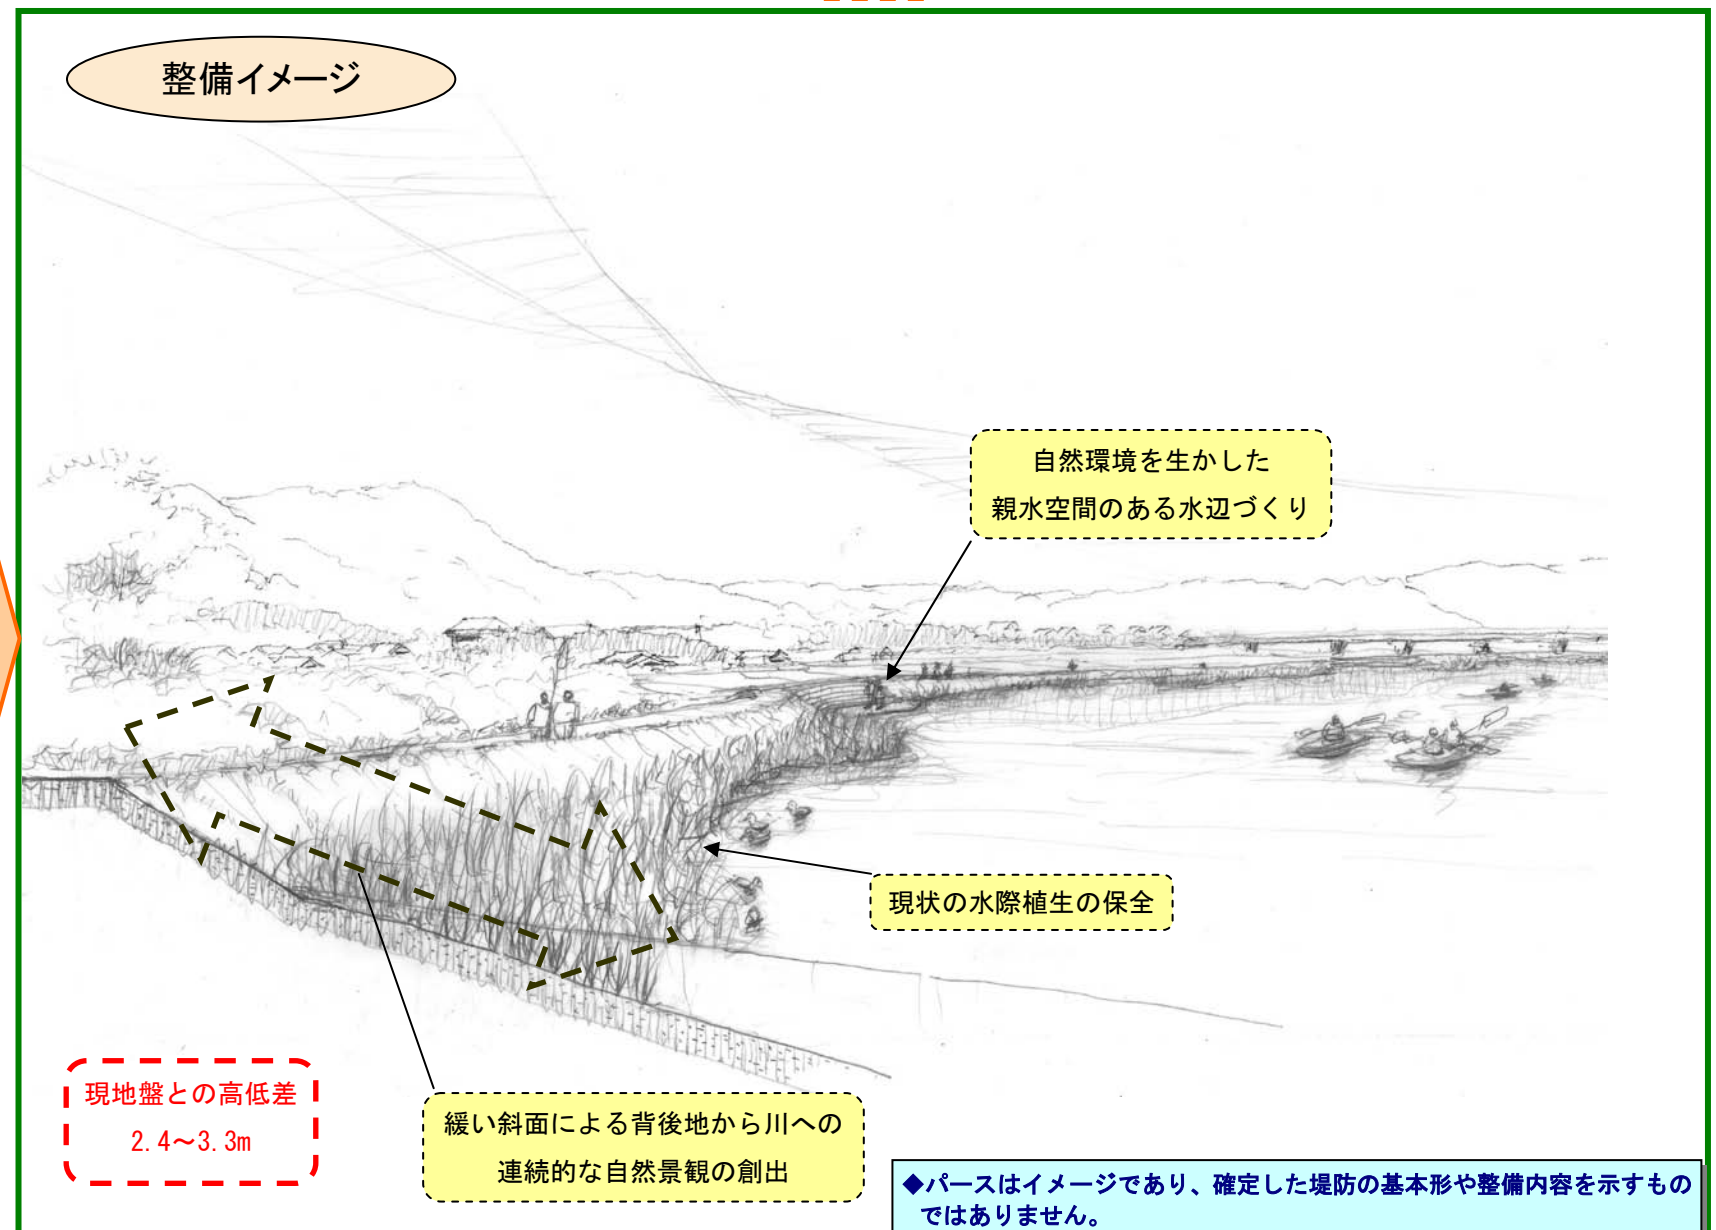 整備イメージ
自然環境を生かした
親水空間のある水辺づくり
現状の水際植生の保全
現地盤との高低差
2.4～3.3m
緩い斜面による背後地から川への
連続的な自然景観の創出
◆パースはイメージであり、確定した堤防の基本形や整備内容を示すもの
ではありません。